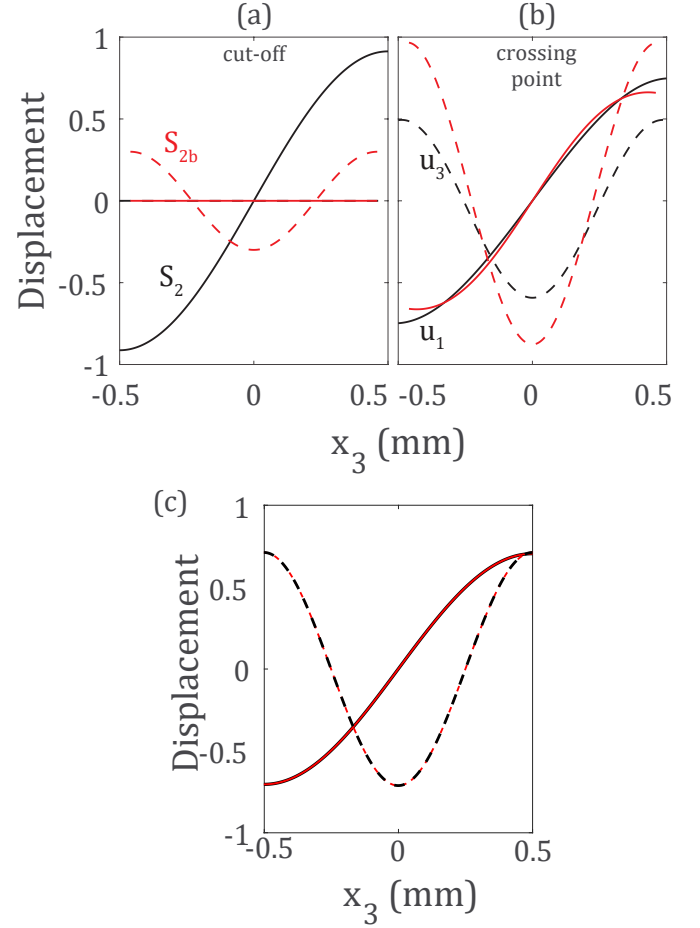 (a)
(b)
Displacement
1
0.5
0
-0.5
-1
cut-off
S2b
S2
crossing
point
u3
u1
-0.5
0
0.5
-0.5
0
0.5
x3 (mm)
(c)
Displacement
1
0.5
0
-0.5
-1
-0.5
0
0.5
x3 (mm)